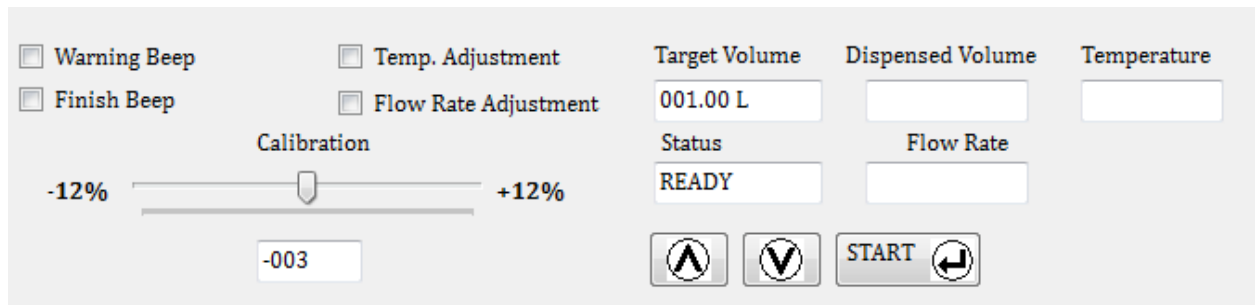 Warning Beep
Temp. Adjustment
Target Volume
Dispensed Volume
Temperature
Finish Beep
Flow Rate Adjustment
001.00 L
Calibration
Status
Flow Rate
-12%
+12%
READY
-003
START